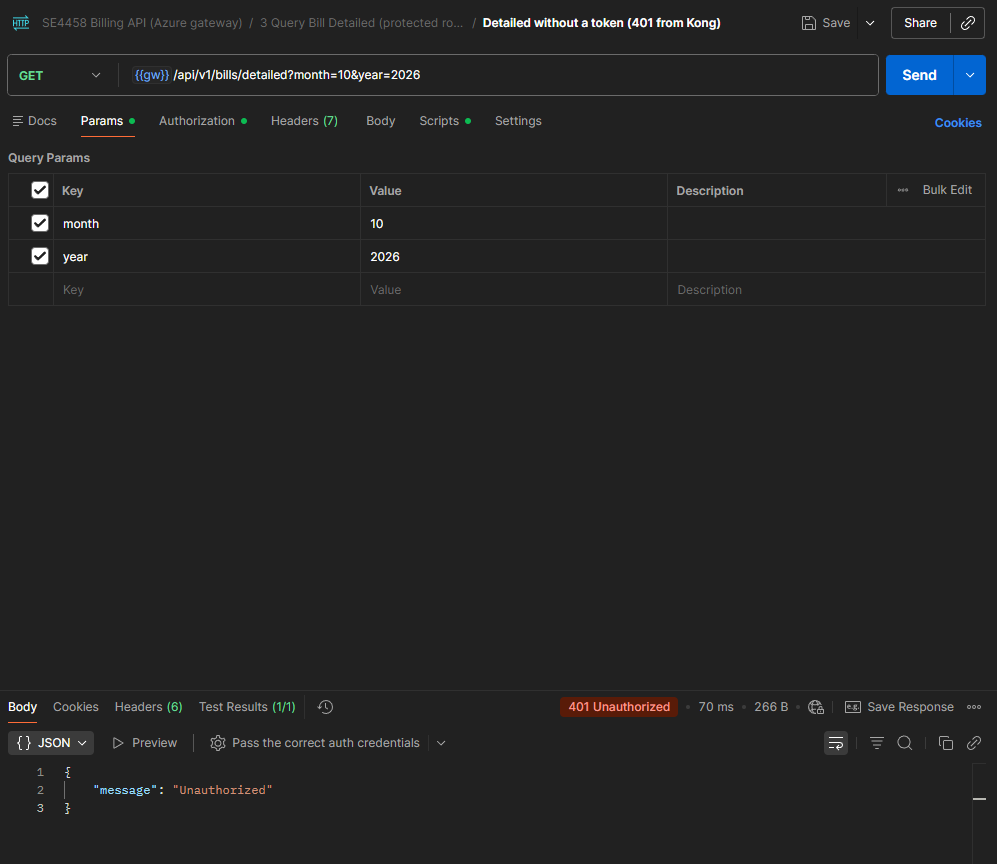 HTTP SE4458 Billing API (Azure gateway) / 3 Query Bill Detailed (protected ro... / Detailed without a token (401 from Kong) Save Share
GET {{gw}} /api/v1/bills/detailed?month=10&year=2026 Send
Docs Params Authorization Headers (7) Body Scripts Settings Cookies
Query Params
Key Value Description Bulk Edit
month 10
year 2026
Key Value Description
Body Cookies Headers (6) Test Results (1/1) 401 Unauthorized 70 ms 266 B e.g. Save Response
{} JSON Preview Pass the correct auth credentials
1 {
2 "message": "Unauthorized"
3 }